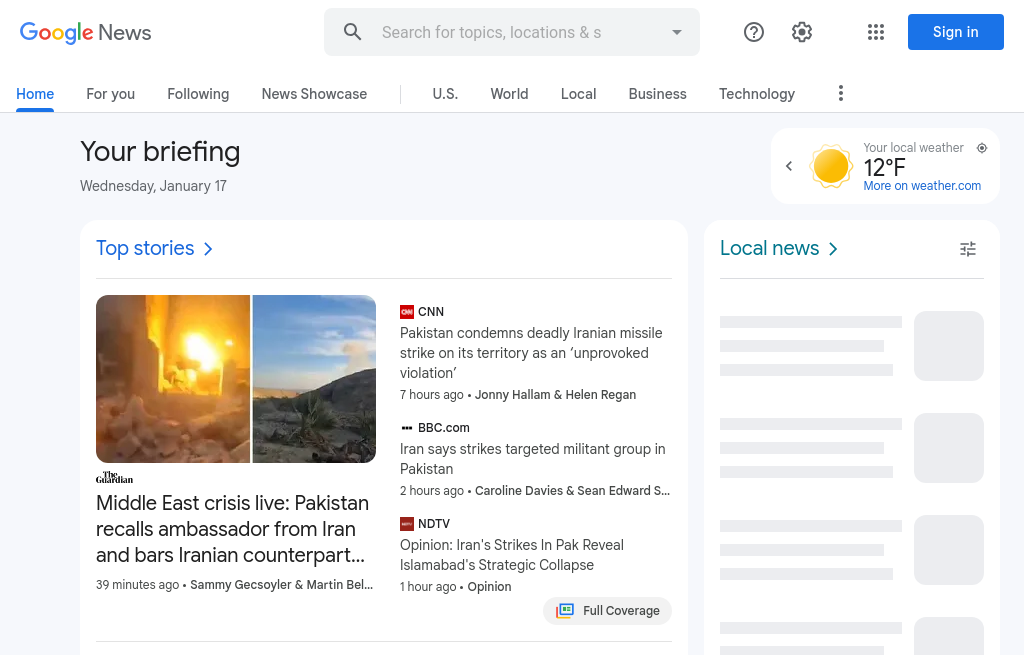 Google News
Search for topics, locations & s
Sign in
Home
For you
Following
News Showcase
U.S.
World
Local
Business
Technology
Your briefing
Wednesday, January 17
Your local weather
12°F
More on weather.com
Top stories
The Guardian
Middle East crisis live: Pakistan
recalls ambassador from Iran
and bars Iranian counterpart…
39 minutes ago • Sammy Gecsoyler & Martin Bel...
CNN
CNN
Pakistan condemns deadly Iranian missile
strike on its territory as an ‘unprovoked
violation’
7 hours ago • Jonny Hallam & Helen Regan
BBC.com
Iran says strikes targeted militant group in
Pakistan
2 hours ago • Caroline Davies & Sean Edward S...
NDTV
Opinion: Iran's Strikes In Pak Reveal
Islamabad's Strategic Collapse
1 hour ago • Opinion
Full Coverage
Local news